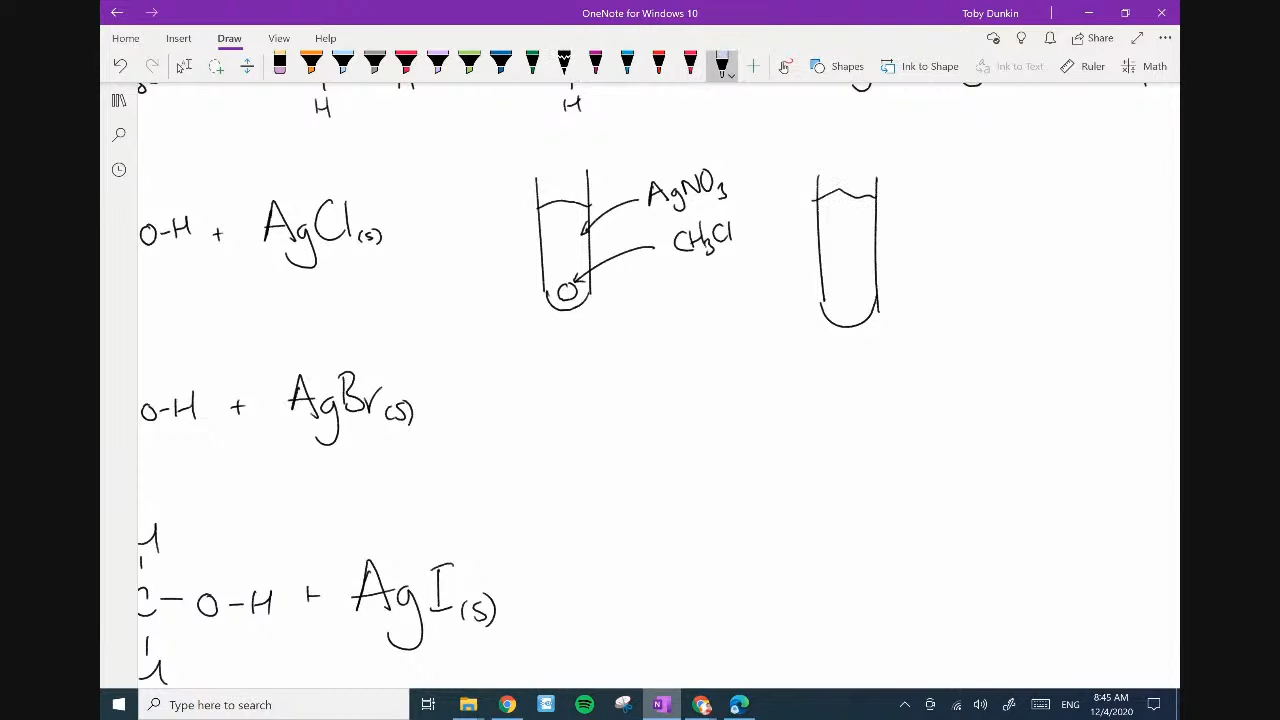 OneNote for Windows 10
Toby Dunkin
Home Insert Draw View Help
Share
Shapes
Ink to Shape
Ink to Text
Ruler
Math
H
H
H
AgNO3
O-H + AgCl(s)
CH3Cl
O-H + AgBr(s)
H
C - O-H + AgI(s)
H
Type here to search
ENG
8:45 AM
12/4/2020